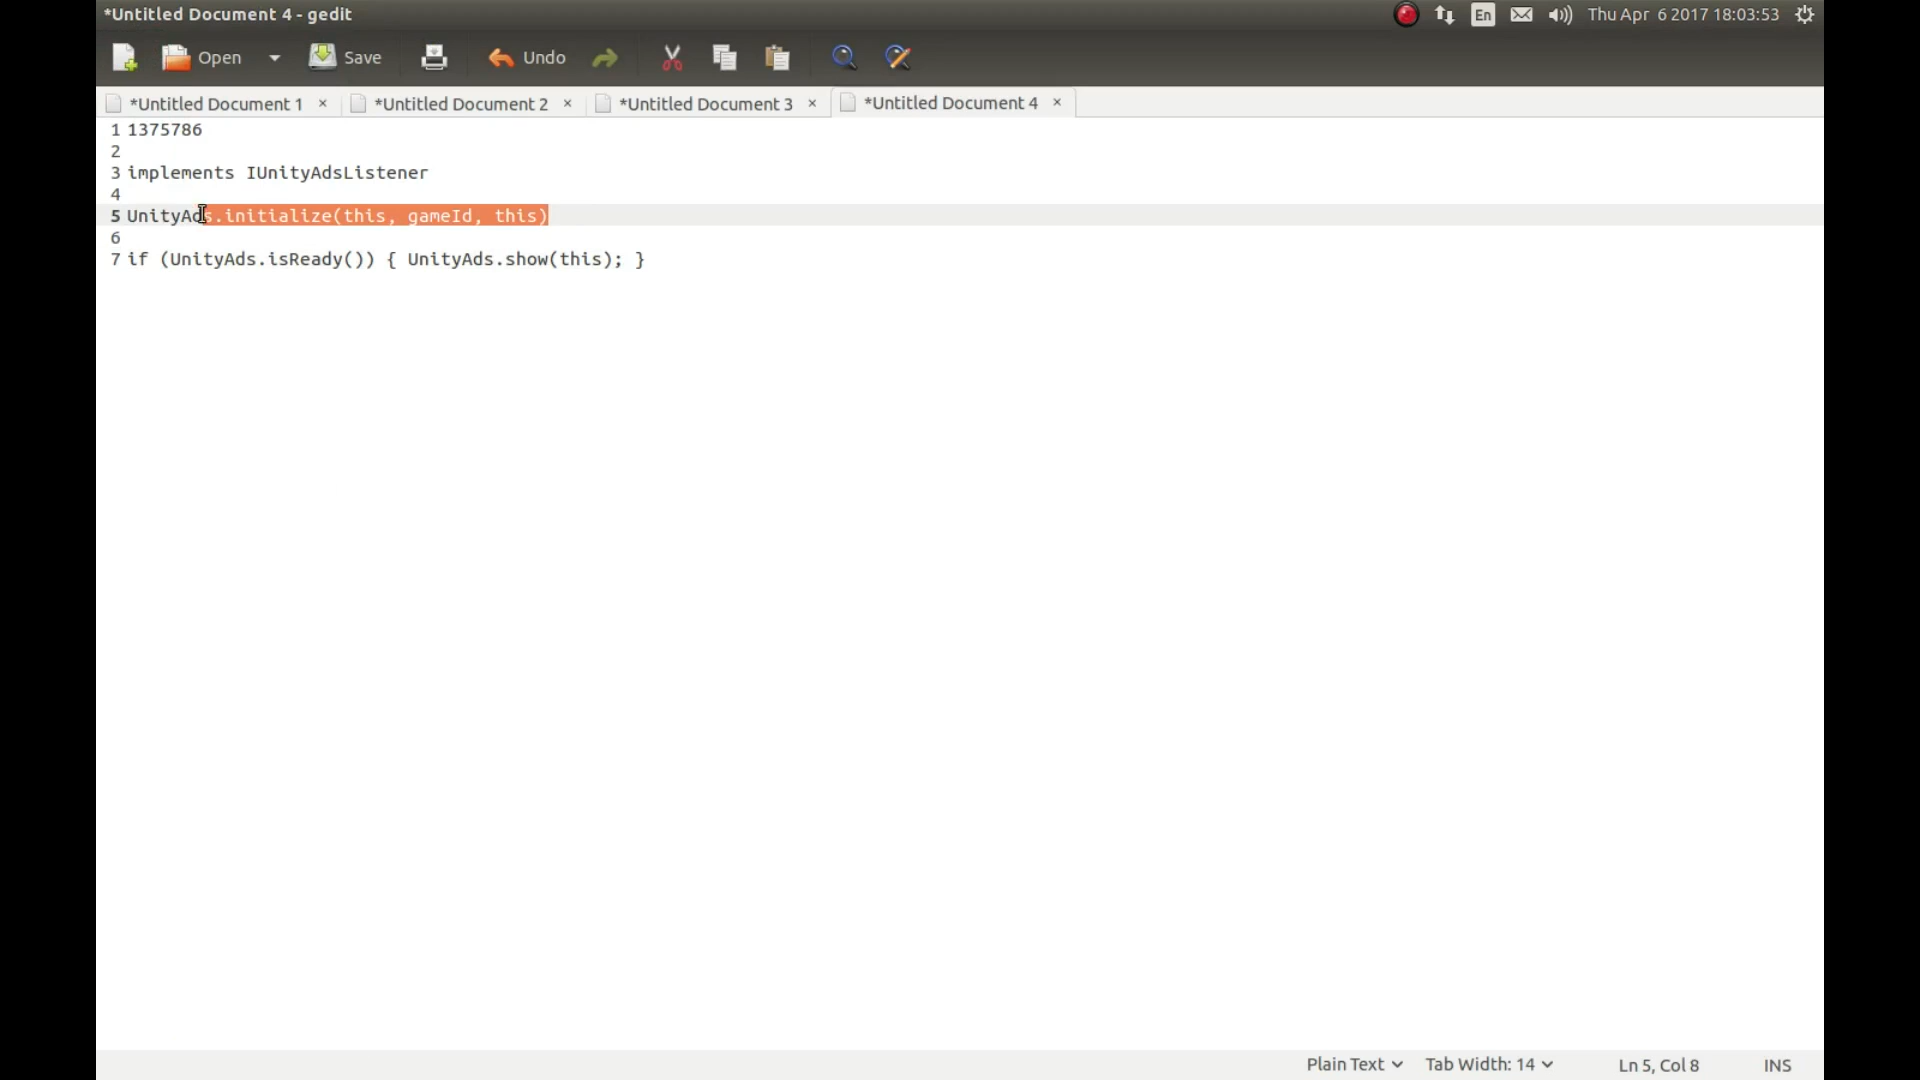 *Untitled Document 4 - gedit
En
Thu Apr 6 2017 18:03:53
Open
Save
Undo
*Untitled Document 1 ×
*Untitled Document 2 ×
*Untitled Document 3 ×
*Untitled Document 4 ×
1 1375786
2
3 implements IUnityAdsListener
4
5 UnityAds.initialize(this, gameId, this)
6
7 if (UnityAds.isReady()) { UnityAds.show(this); }
Plain Text
Tab Width: 14
Ln 5, Col 8
INS